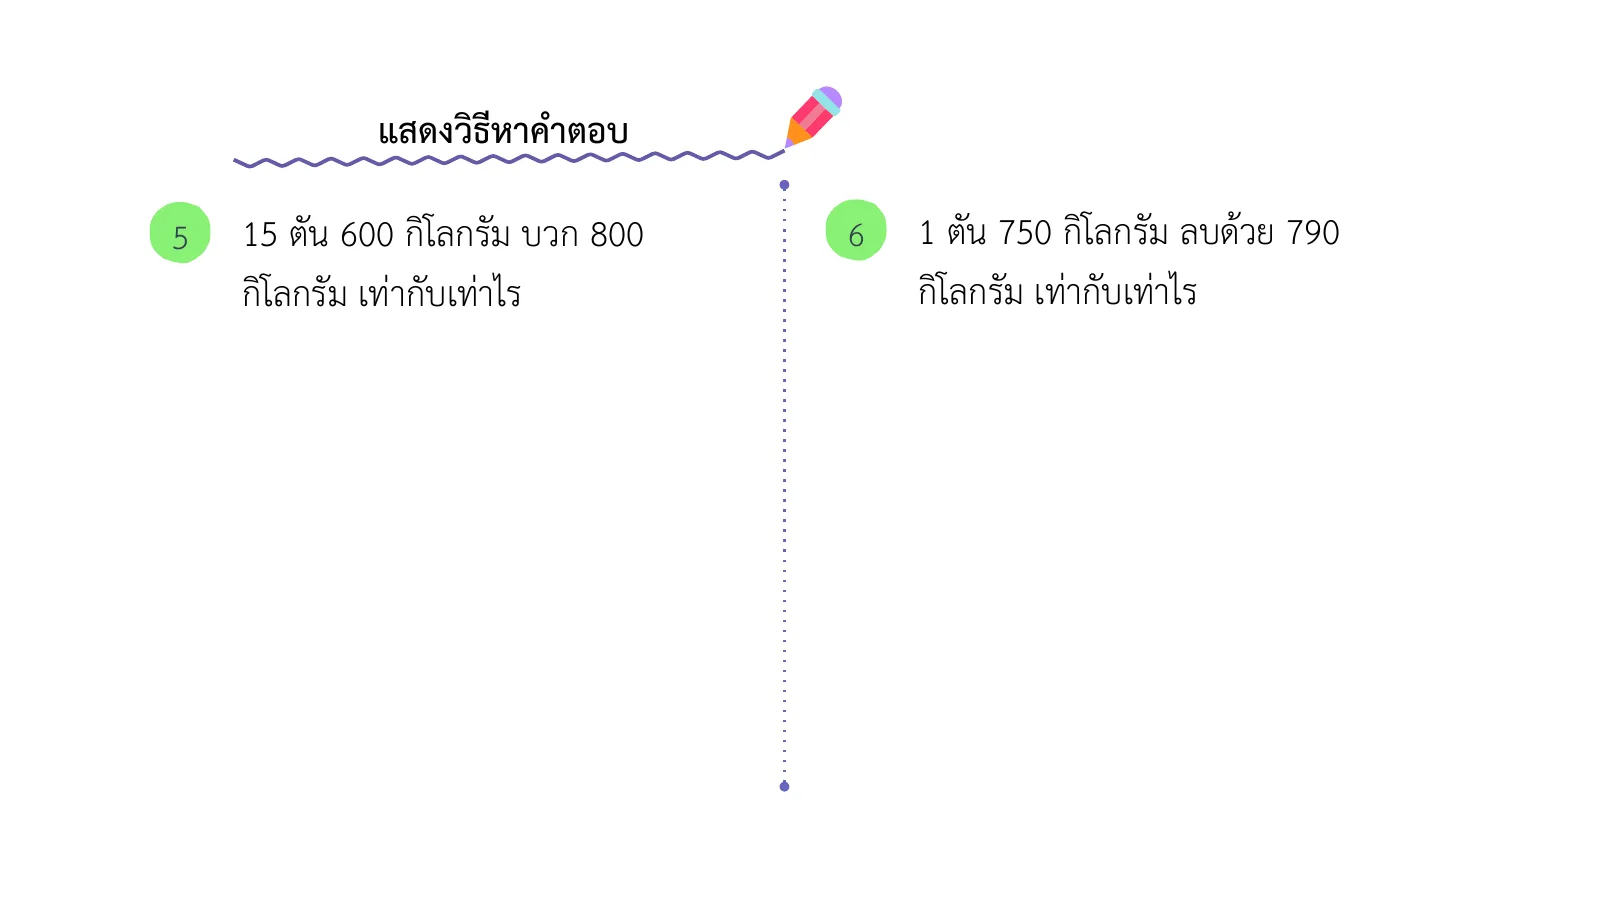 แสดงวิธีหาคำตอบ
5
15 ตัน 600 กิโลกรัม บวก 800
กิโลกรัม เท่ากับเท่าไร
6
1 ตัน 750 กิโลกรัม ลบด้วย 790
กิโลกรัม เท่ากับเท่าไร